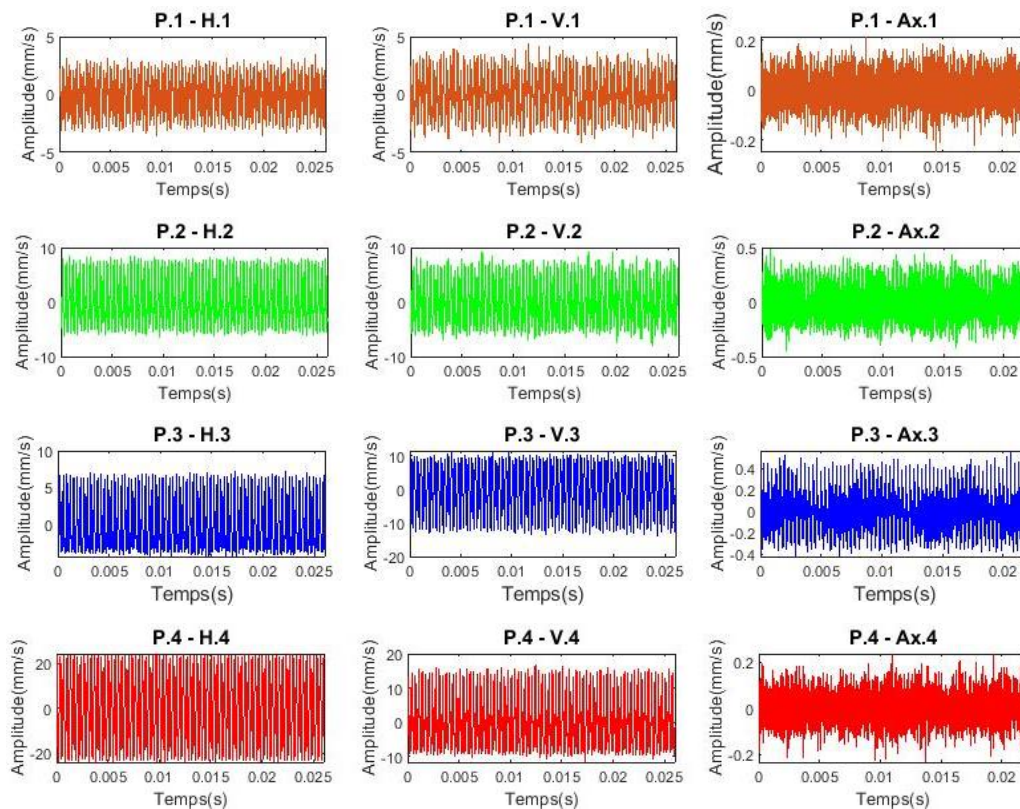 P.1 - H.1 P.1 - V.1 P.1 - Ax.1
Amplitude(mm/s) 5 0 -5 Amplitude(mm/s) 5 0 -5 Amplitude(mm/s) 0.2 0 -0.2
0 0.005 0.01 0.015 0.02 0.025 0 0.005 0.01 0.015 0.02 0.025 0 0.005 0.01 0.015 0.02
Temps(s) Temps(s) Temps(s)
P.2 - H.2 P.2 - V.2 P.2 - Ax.2
Amplitude(mm/s) 10 0 -10 Amplitude(mm/s) 10 0 -10 Amplitude(mm/s) 0.5 0 -0.5
0 0.005 0.01 0.015 0.02 0.025 0 0.005 0.01 0.015 0.02 0.025 0 0.005 0.01 0.015 0.02
Temps(s) Temps(s) Temps(s)
P.3 - H.3 P.3 - V.3 P.3 - Ax.3
Amplitude(mm/s) 10 5 0 Amplitude(mm/s) 10 0 -10 -20 Amplitude(mm/s) 0.4 0.2 0 -0.2 -0.4
0 0.005 0.01 0.015 0.02 0.025 0 0.005 0.01 0.015 0.02 0.025 0 0.005 0.01 0.015 0.02
Temps(s) Temps(s) Temps(s)
P.4 - H.4 P.4 - V.4 P.4 - Ax.4
Amplitude(mm/s) 20 0 -20 Amplitude(mm/s) 20 10 0 -10 Amplitude(mm/s) 0.2 0 -0.2
0 0.005 0.01 0.015 0.02 0.025 0 0.005 0.01 0.015 0.02 0.025 0 0.005 0.01 0.015 0.02
Temps(s) Temps(s) Temps(s)